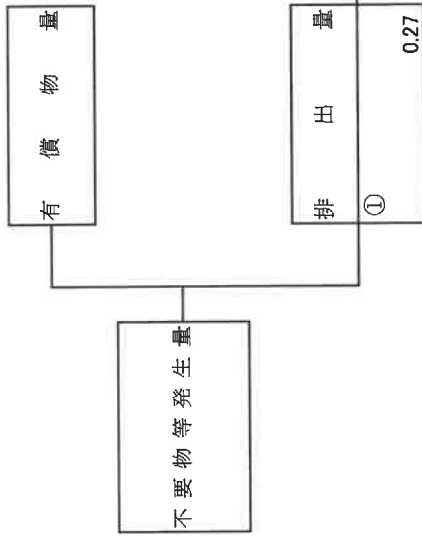 不要物等発生量
有償物量
排出量
①
0.27